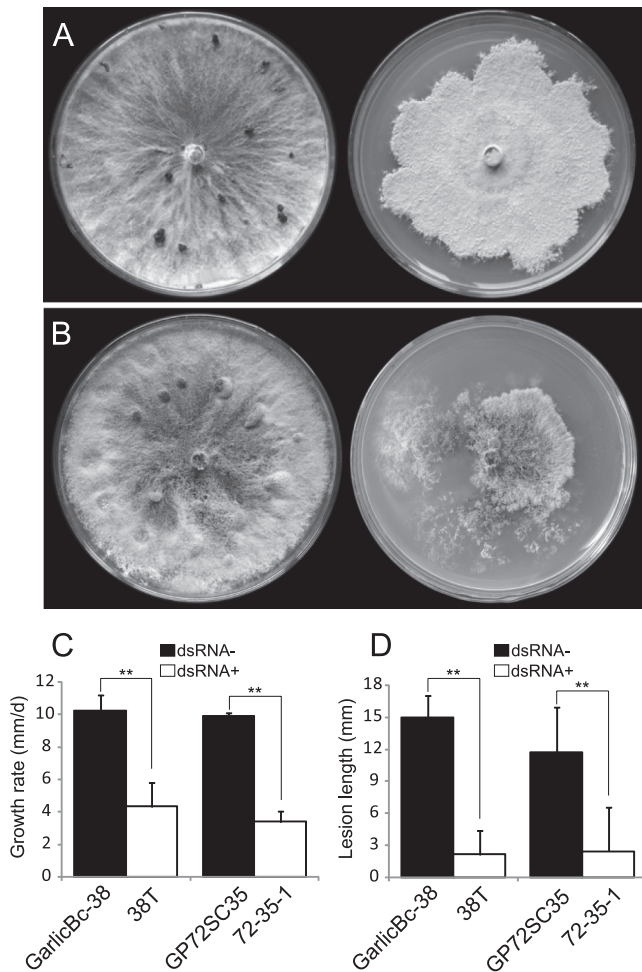 A
B
C
dsRNA-
dsRNA+
**
**
Growth rate (mm/d)
12
10
8
6
4
2
0
GarlicBc-38
38T
GP72SC35
72-35-1
D
dsRNA-
dsRNA+
**
**
Lesion length (mm)
18
15
12
9
6
3
0
GarlicBc-38
38T
GP72SC35
72-35-1